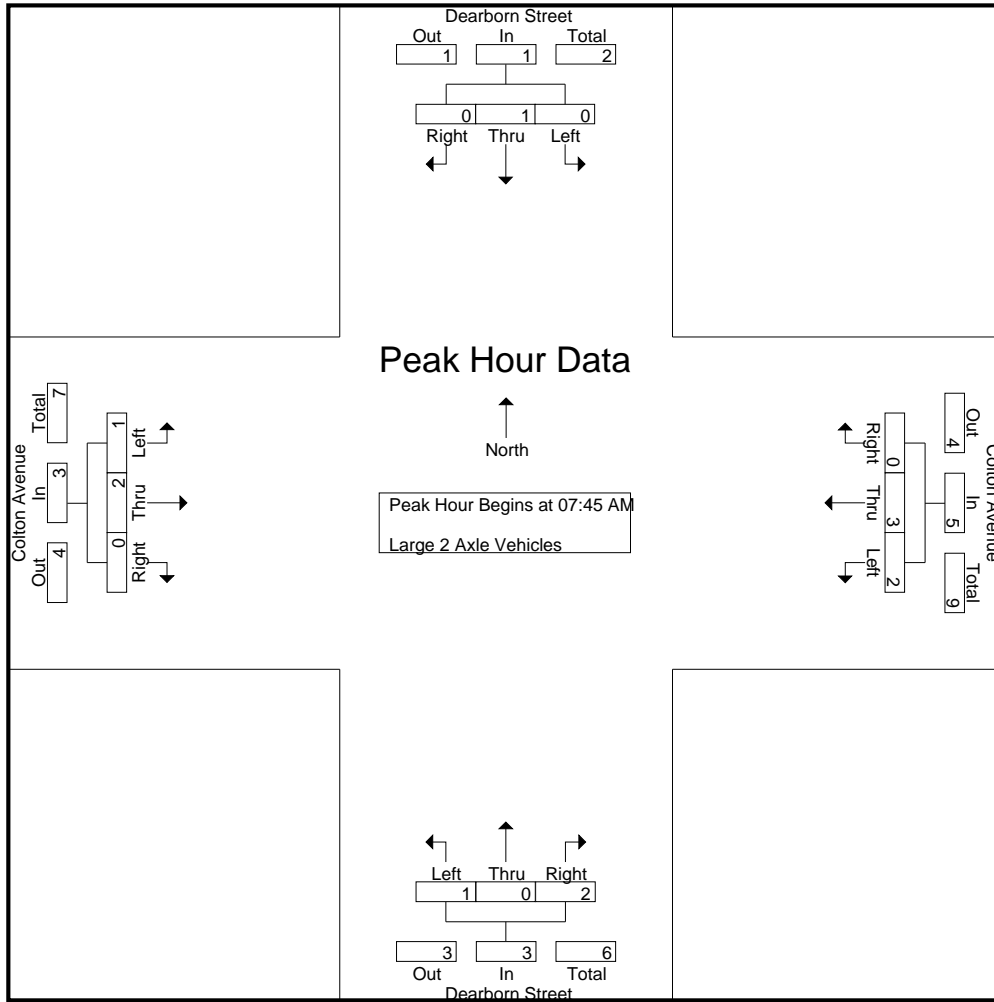 Dearborn Street
Out In Total
1 1 2
0 1 0
Right Thru Left
Peak Hour Data
North
Peak Hour Begins at 07:45 AM
Large 2 Axle Vehicles
Colton Avenue
Out In Total
4 3 7
Right Thru Left
0 2 1
Colton Avenue
Out In Total
4 5 9
Right Thru Left
0 3 2
Left Thru Right
1 0 2
3 3 6
Out In Total
Dearborn Street